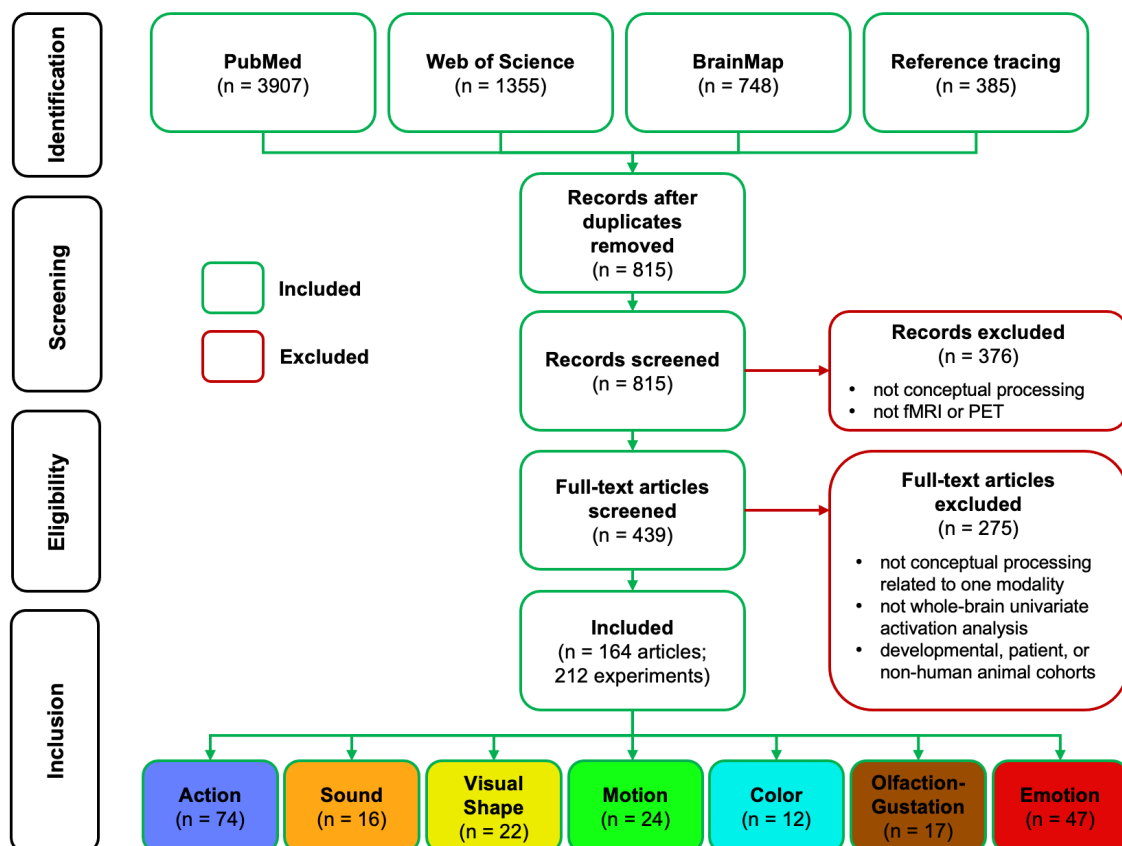 Identification
PubMed
(n = 3907)
Web of Science
(n = 1355)
BrainMap
(n = 748)
Reference tracing
(n = 385)
Screening
Records after
duplicates
removed
(n = 815)
Included
Excluded
Records screened
(n = 815)
Records excluded
(n = 376)
• not conceptual processing
• not fMRI or PET
Eligibility
Full-text articles
screened
(n = 439)
Full-text articles
excluded
(n = 275)
• not conceptual processing
related to one modality
• not whole-brain univariate
activation analysis
• developmental, patient, or
non-human animal cohorts
Inclusion
Included
(n = 164 articles;
212 experiments)
Action
(n = 74)
Sound
(n = 16)
Visual
Shape
(n = 22)
Motion
(n = 24)
Color
(n = 12)
Olfaction-
Gustation
(n = 17)
Emotion
(n = 47)